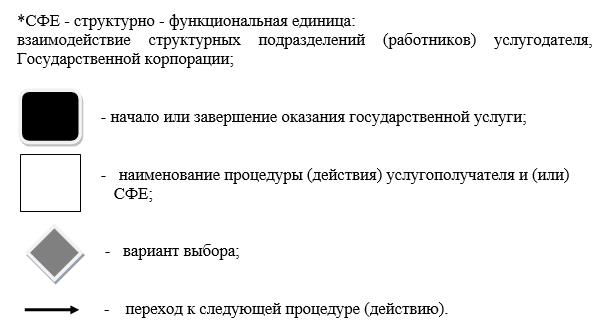 *СФЕ - структурно - функциональная единица:
взаимодействие структурных подразделений (работников) услугодателя,
Государственной корпорации;
- начало или завершение оказания государственной услуги;
- наименование процедуры (действия) услугополучателя и (или)
СФЕ;
- вариант выбора;
- переход к следующей процедуре (действию).